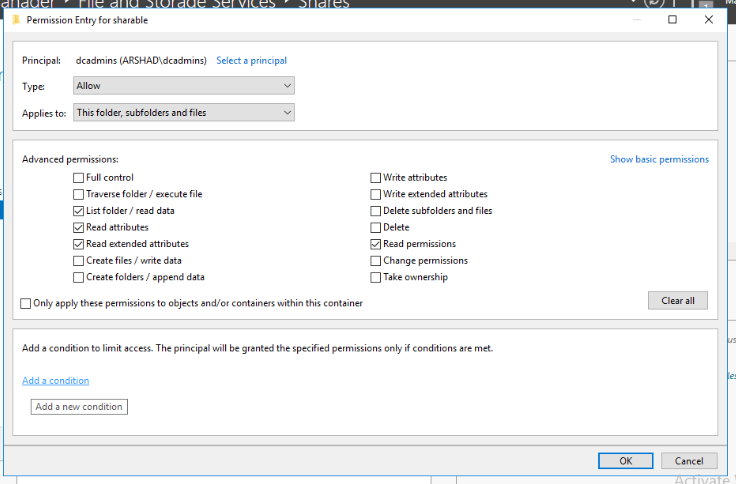 File and Storage Services ‣ Shares
Permission Entry for sharable
Principal: dcadmins (ARSHAD\dcadmins) Select a principal
Type: Allow
Applies to: This folder, subfolders and files
Advanced permissions: Show basic permissions
Full control Write attributes
Traverse folder / execute file Write extended attributes
List folder / read data Delete subfolders and files
Read attributes Delete
Read extended attributes Read permissions
Create files / write data Change permissions
Create folders / append data Take ownership
Only apply these permissions to objects and/or containers within this container Clear all
Add a condition to limit access. The principal will be granted the specified permissions only if conditions are met.
Add a condition
Add a new condition
OK Cancel
Activate